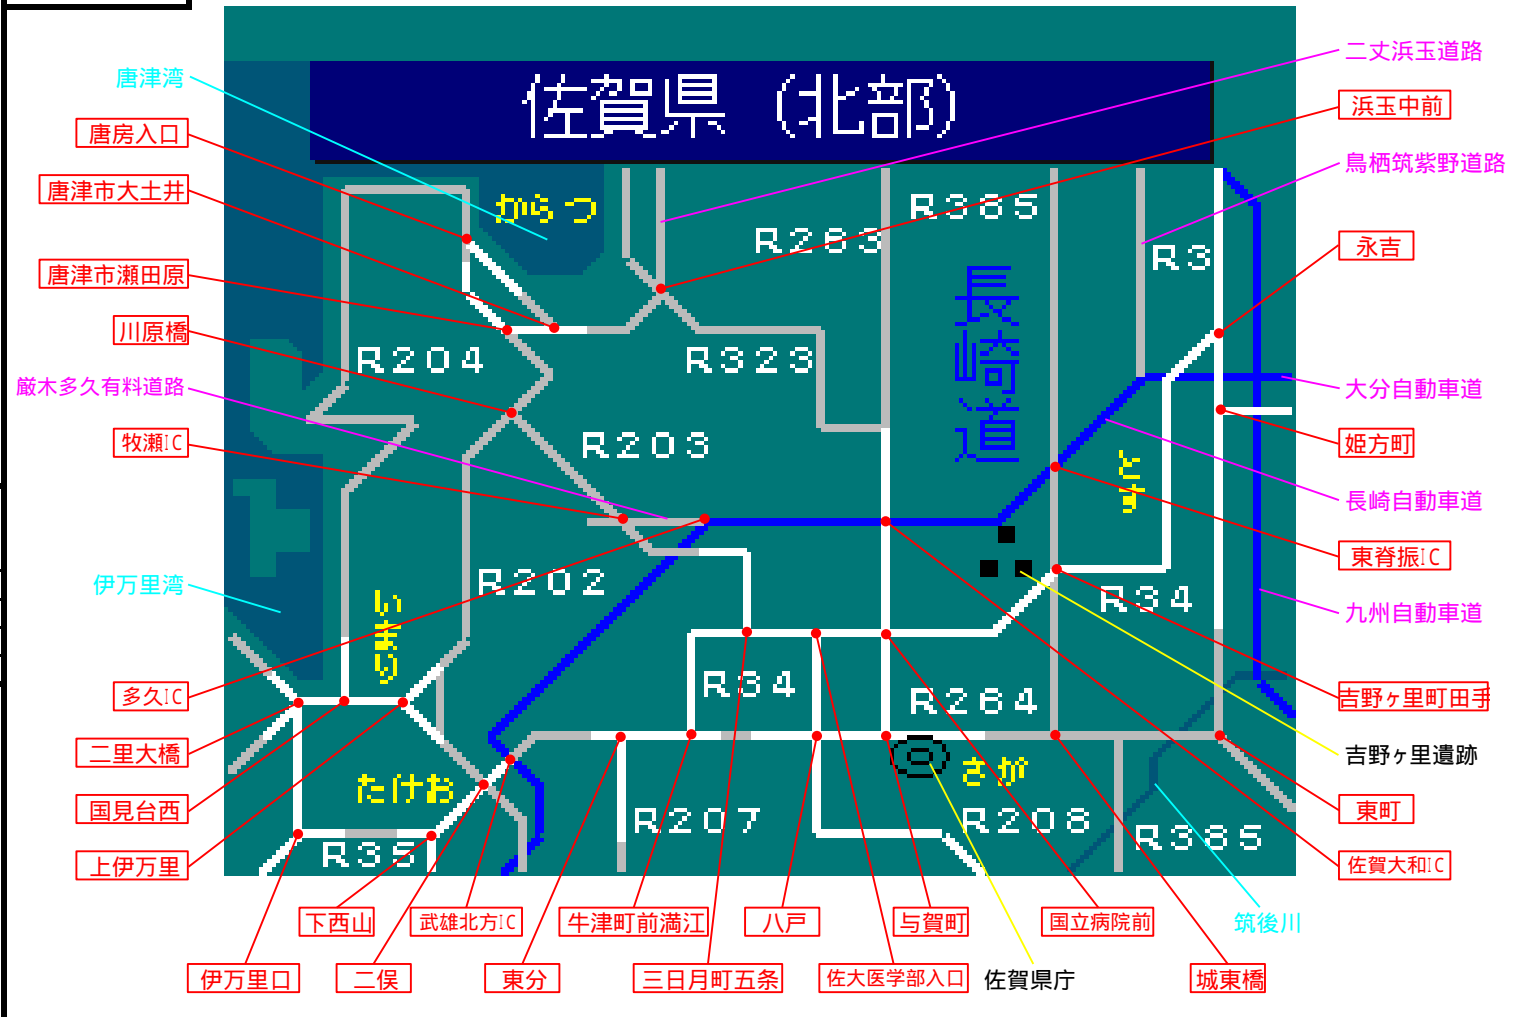 佐賀県（北部）
唐津湾
唐房入口
唐津市大土井
唐津市瀬田原
川原橋
厳木多久有料道路
牧瀬IC
伊万里湾
多久IC
二里大橋
国見台西
上伊万里
二丈浜玉道路
浜玉中前
鳥栖筑紫野道路
永吉
大分自動車道
姫方町
長崎自動車道
東脊振IC
九州自動車道
吉野ヶ里町田手
吉野ヶ里遺跡
東町
佐賀大和IC
筑後川
からつ
R263
R385
R3
長崎道
R204
R323
R203
とす
R202
いまり
R34
R34
R264
たけお
さが
R35
R207
R208
R385
下西山
武雄北方IC
牛津町前満江
八戸
与賀町
国立病院前
伊万里口
二俣
東分
三日月町五条
佐大医学部入口
佐賀県庁
城東橋